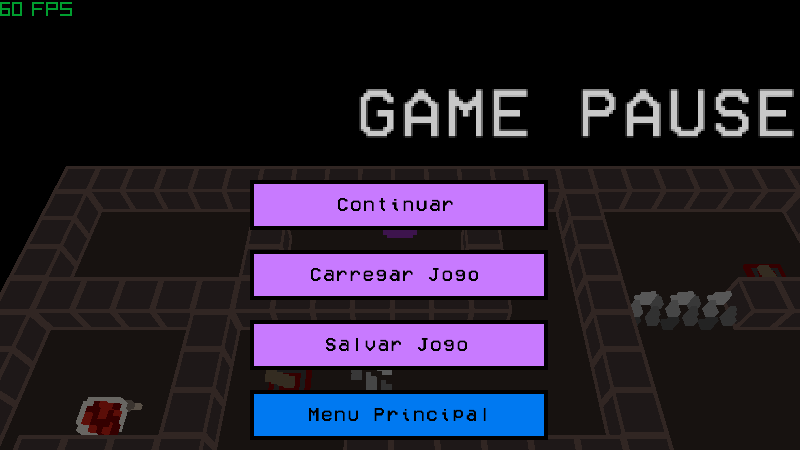 60 FPS
GAME PAUSE
Continuar
Carregar Jogo
Salvar Jogo
Menu Principal